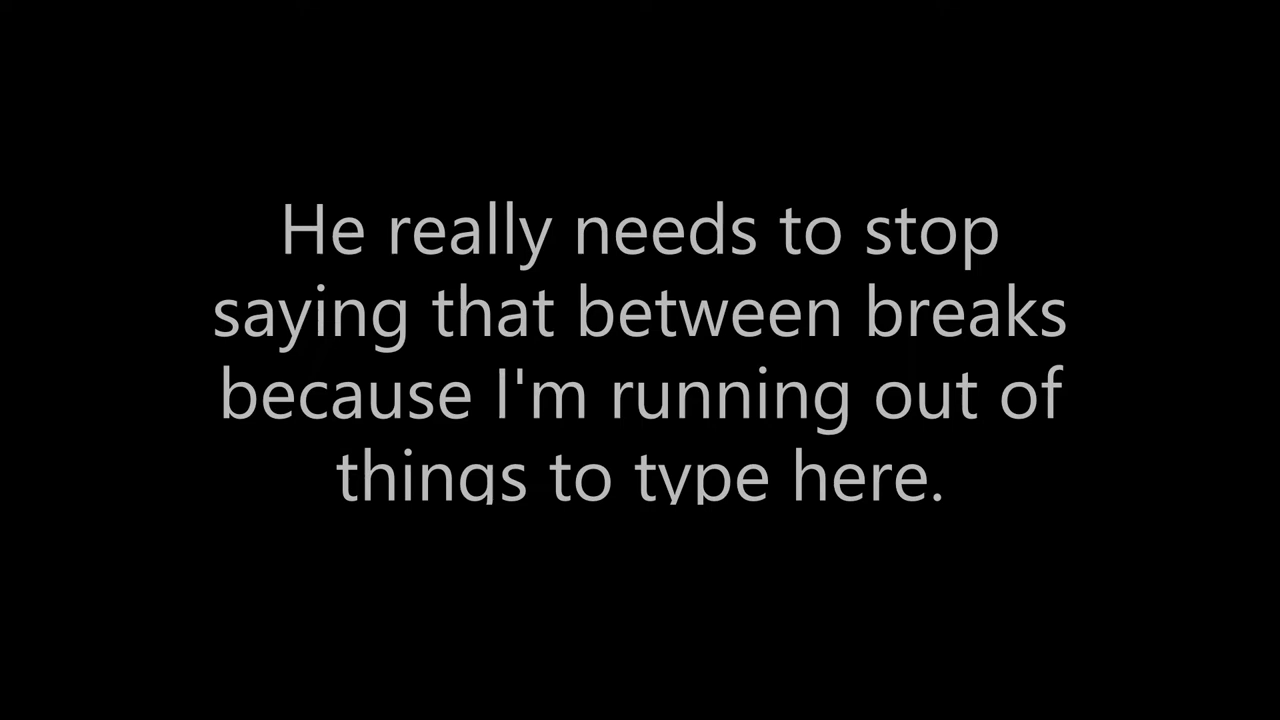 He really needs to stop
saying that between breaks
because I'm running out of
things to type here.